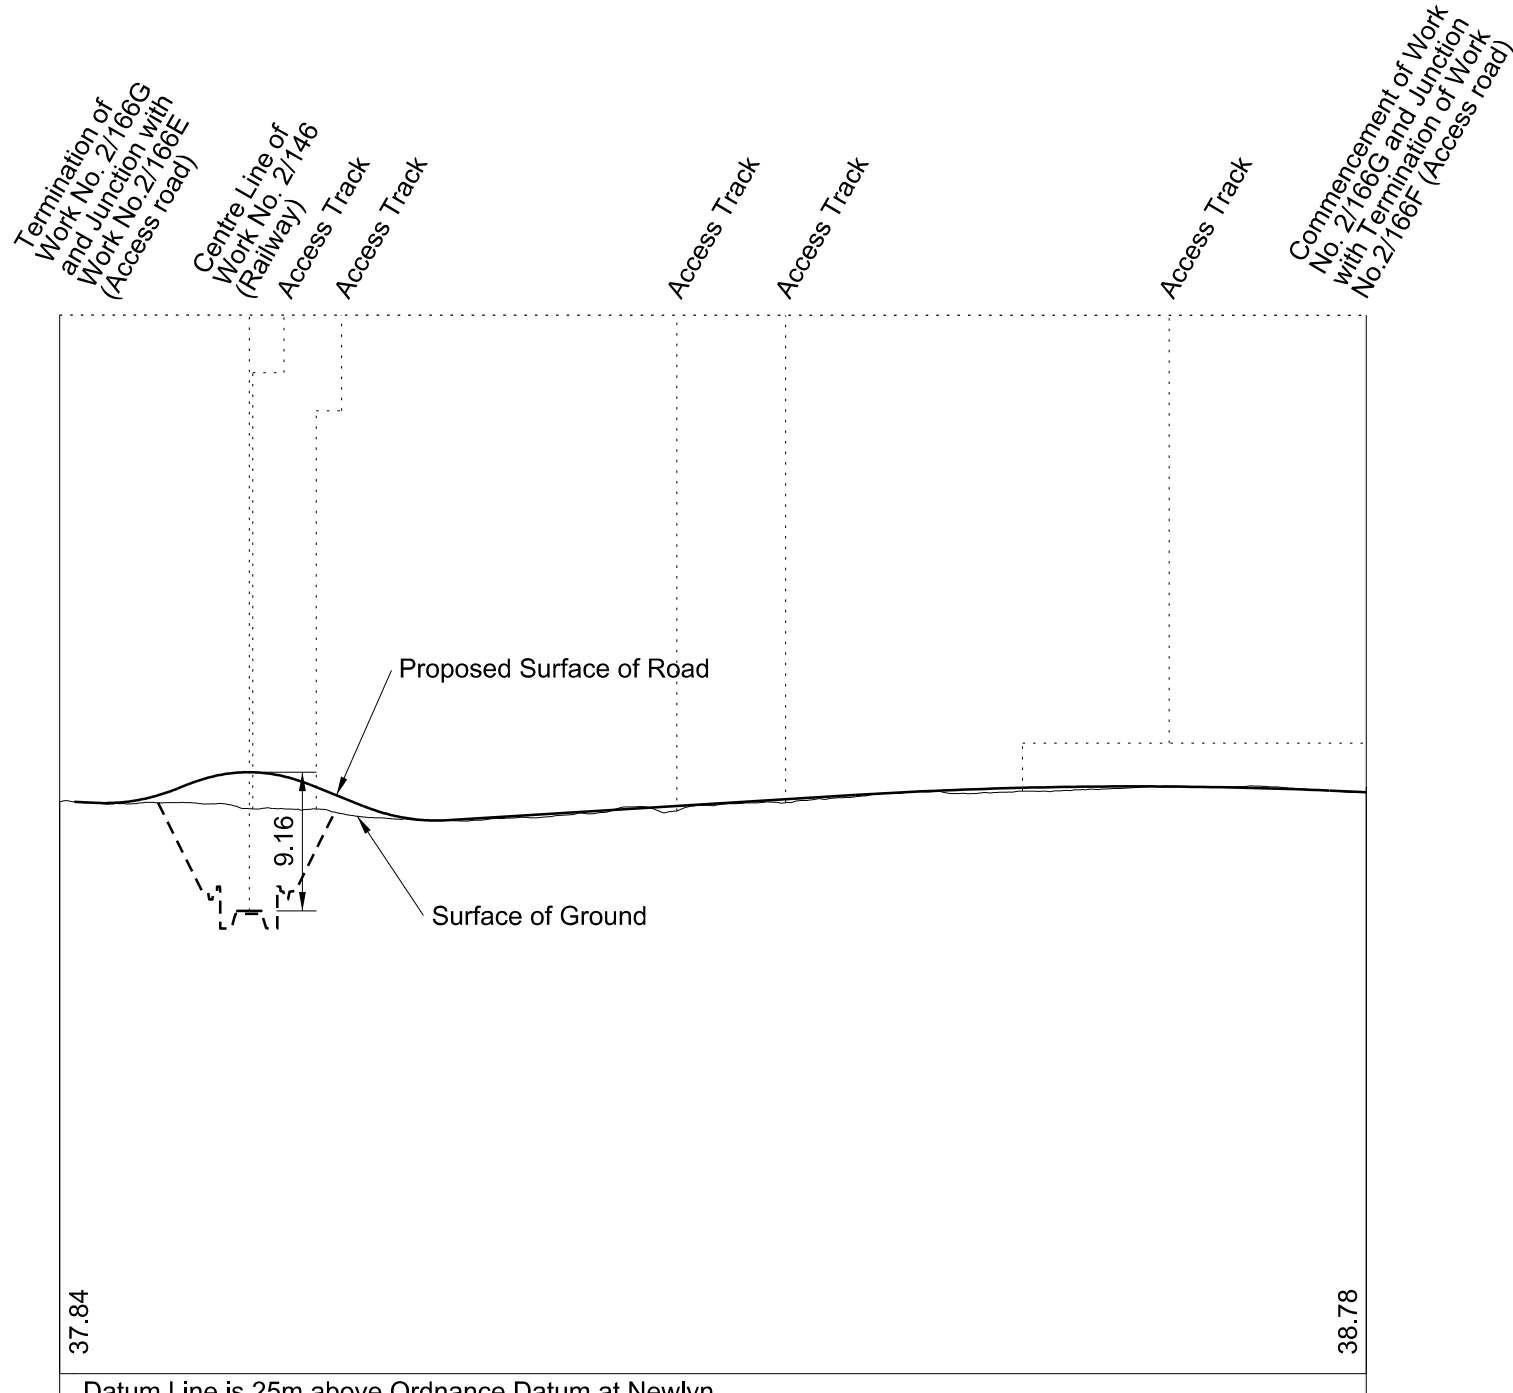 Termination of
Work No. 2/166G
and Junction with
Work No.2/166E
(Access road)
Centre Line of
Work No. 2/146
(Railway)
Access Track
Access Track
Access Track
Access Track
Access Track
Commencement of Work
No. 2/166G and Junction
with Termination of Work
No.2/166F (Access road)
Proposed Surface of Road
9.16
Surface of Ground
37.84
38.78
Datum Line is 25m above Ordnance Datum at Newlyn